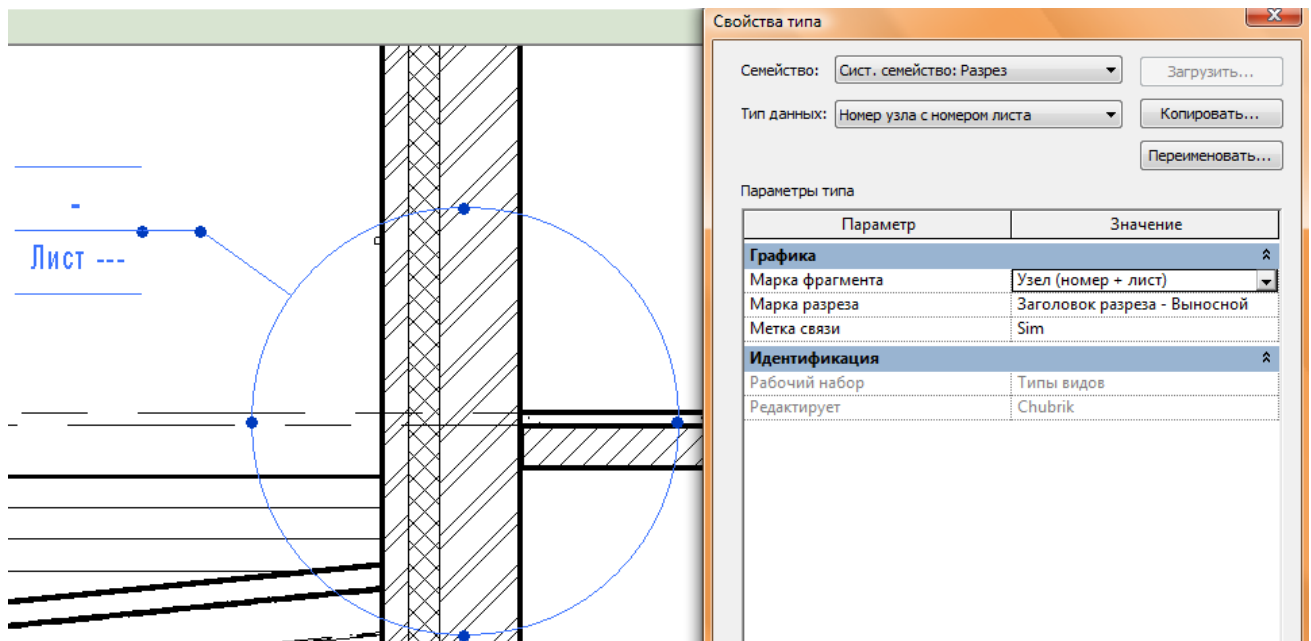 -
Лист ---
Свойства типа
Семейство: Сист. семейство: Разрез Загрузить...
Тип данных: Номер узла с номером листа Копировать...
Переименовать...
Параметры типа
Параметр Значение
Графика
Марка фрагмента Узел (номер + лист)
Марка разреза Заголовок разреза - Выносной
Метка связи Sim
Идентификация
Рабочий набор Типы видов
Редактирует Chubrik